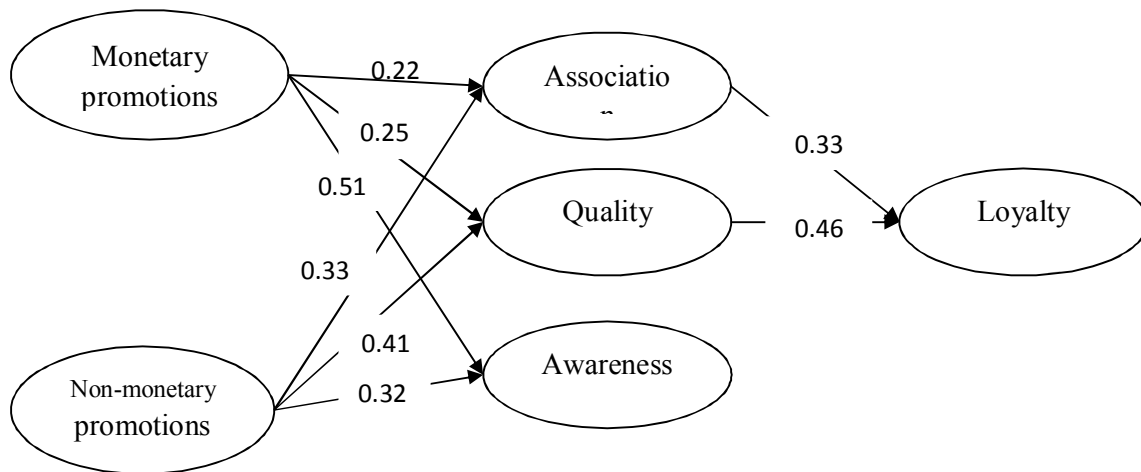 Monetary
promotions
0.22
Associatio
n
0.25
0.33
0.51
Quality
0.46
Loyalty
0.33
0.41
Awareness
0.32
Non-monetary
promotions